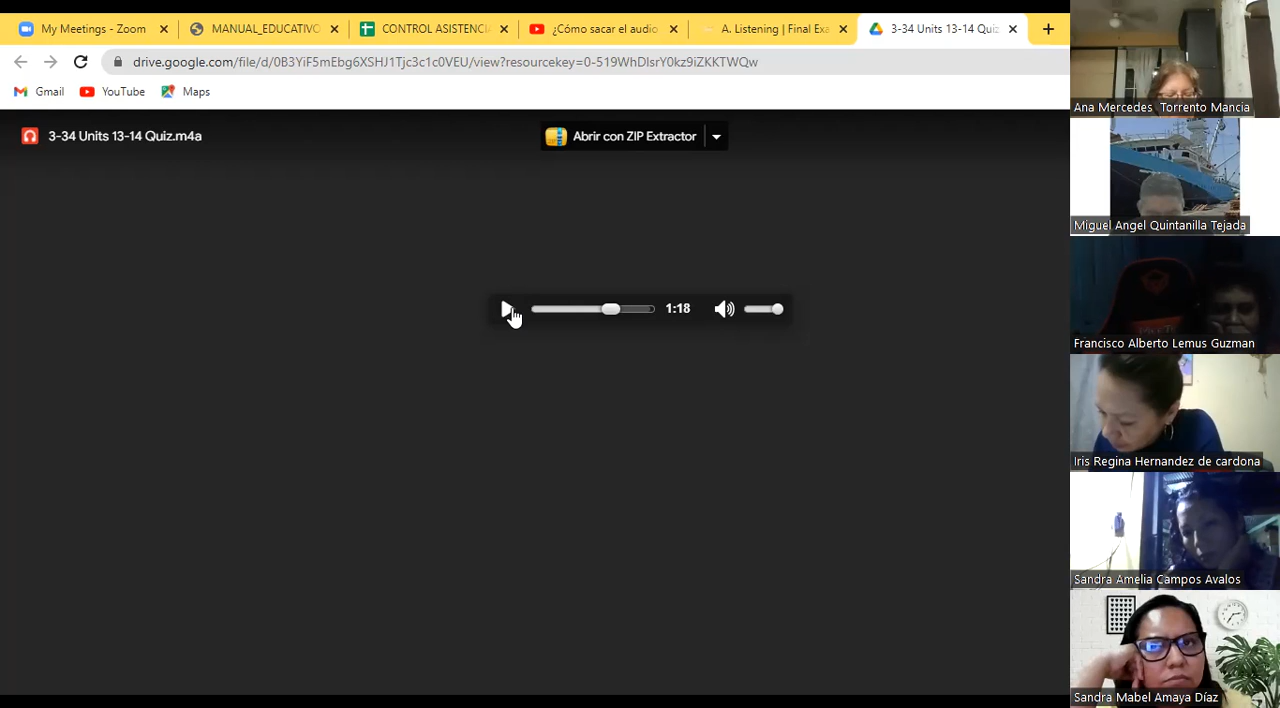 My Meetings - Zoom
MANUAL_EDUCATIVO
CONTROL ASISTENCIA
¿Cómo sacar el audio
A. Listening | Final Exa
3-34 Units 13-14 Quiz
drive.google.com/file/d/0B3YiF5mEbg6XSHJ1Tjc3c1c0VEU/view?resourcekey=0-519WhDlsrY0kz9iZKKTWQw
Gmail
YouTube
Maps
3-34 Units 13-14 Quiz.m4a
Abrir con ZIP Extractor
1:18
Ana Mercedes Torrento Mancia
Miguel Angel Quintanilla Tejada
Francisco Alberto Lemus Guzman
Iris Regina Hernandez de cardona
Sandra Amelia Campos Avalos
Sandra Mabel Amaya Díaz